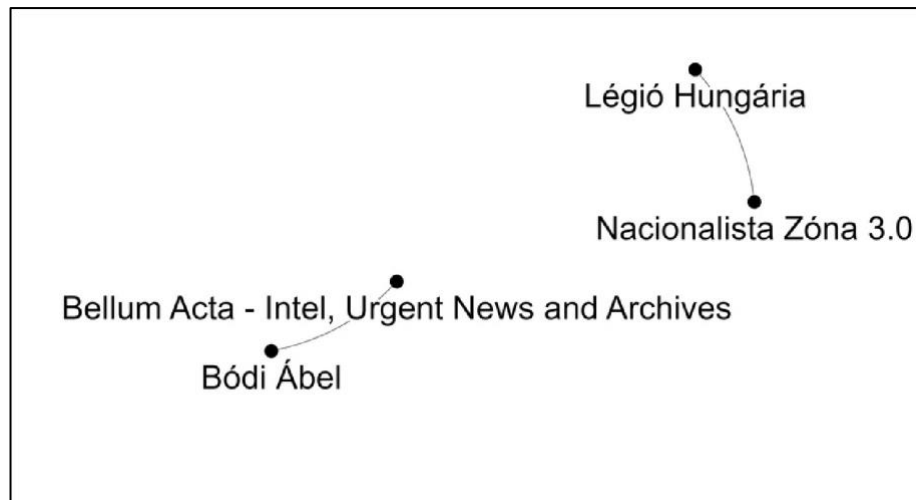 Légió Hungária
Nacionalista Zóna 3.0
Bellum Acta - Intel, Urgent News and Archives
Bódi Ábel